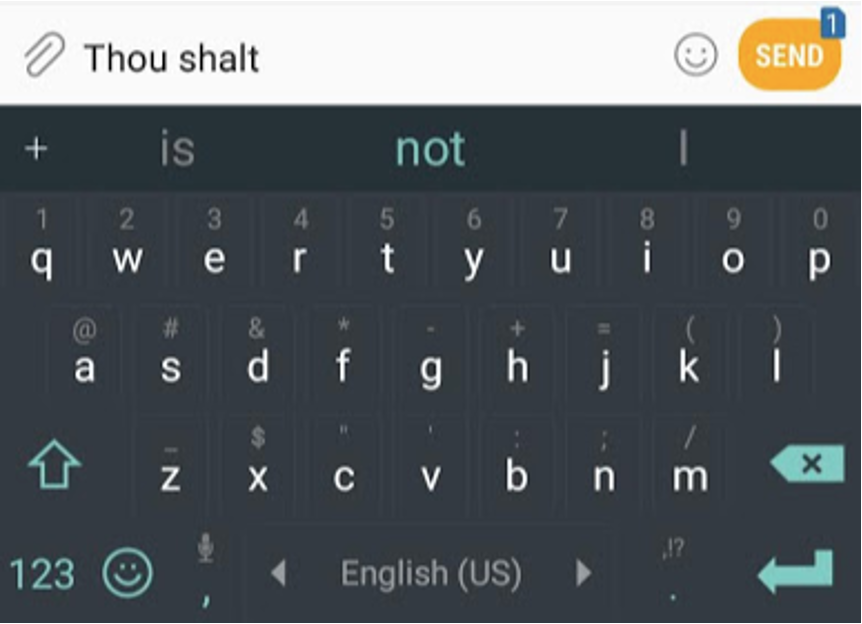 Thou shalt SEND 1
+ is not I
1 2 3 4 5 6 7 8 9 0
q w e r t y u i o p
@ # & * - + = ( )
a s d f g h j k l
_ $ " ' : ; /
z x c v b n m
,!?
123 , English (US) .